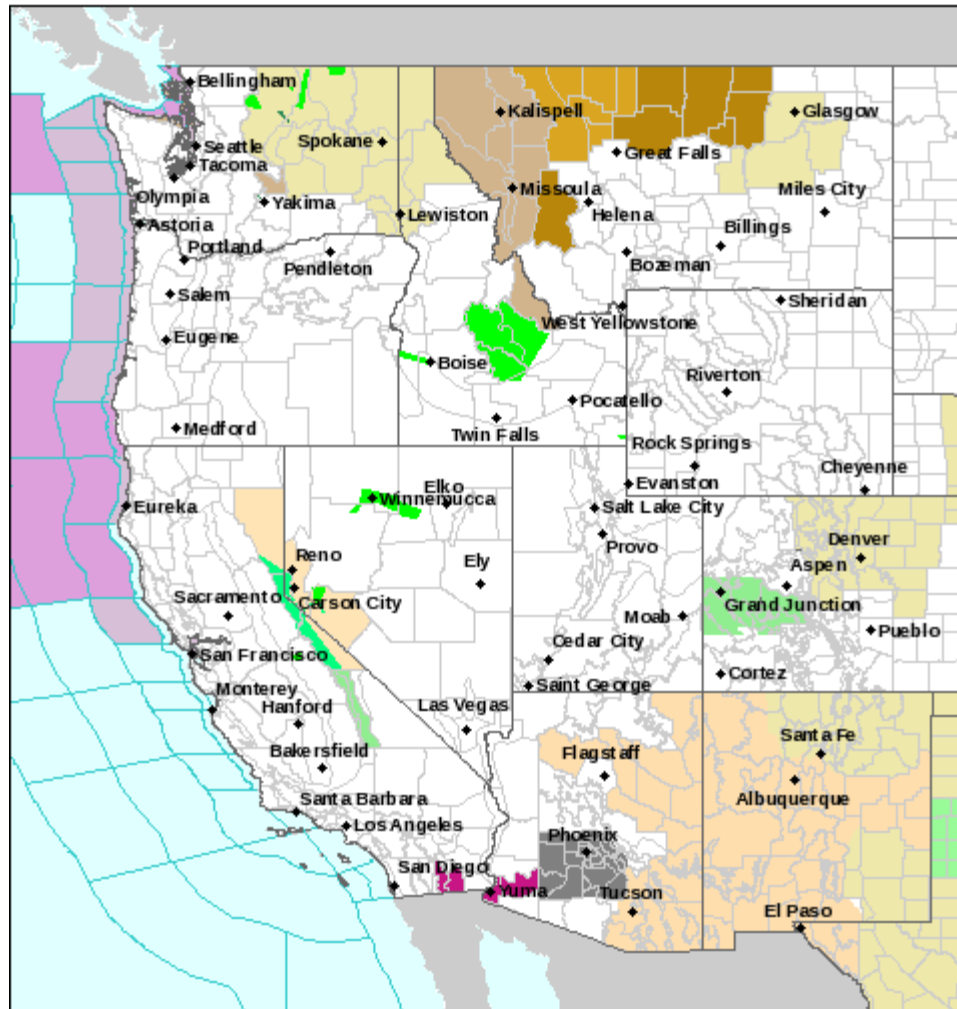 Bellingham
Kalispell
Glasgow
Seattle
Spokane
Great Falls
Tacoma
Missoula
Miles City
Olympia
Yakima
Lewiston
Helena
Astoria
Billings
Portland
Pendleton
Bozeman
Salem
Sheridan
West Yellowstone
Eugene
Boise
Riverton
Pocatello
Medford
Twin Falls
Rock Springs
Cheyenne
Elko
Evanston
Winnemucca
Eureka
Salt Lake City
Provo
Denver
Reno
Ely
Aspen
Sacramento
Carson City
Grand Junction
Moab
Pueblo
Cedar City
San Francisco
Cortez
Saint George
Monterey
Hanford
Las Vegas
Bakersfield
Flagstaff
Santa Fe
Albuquerque
Santa Barbara
Los Angeles
Phoenix
San Diego
Yuma
Tucson
El Paso